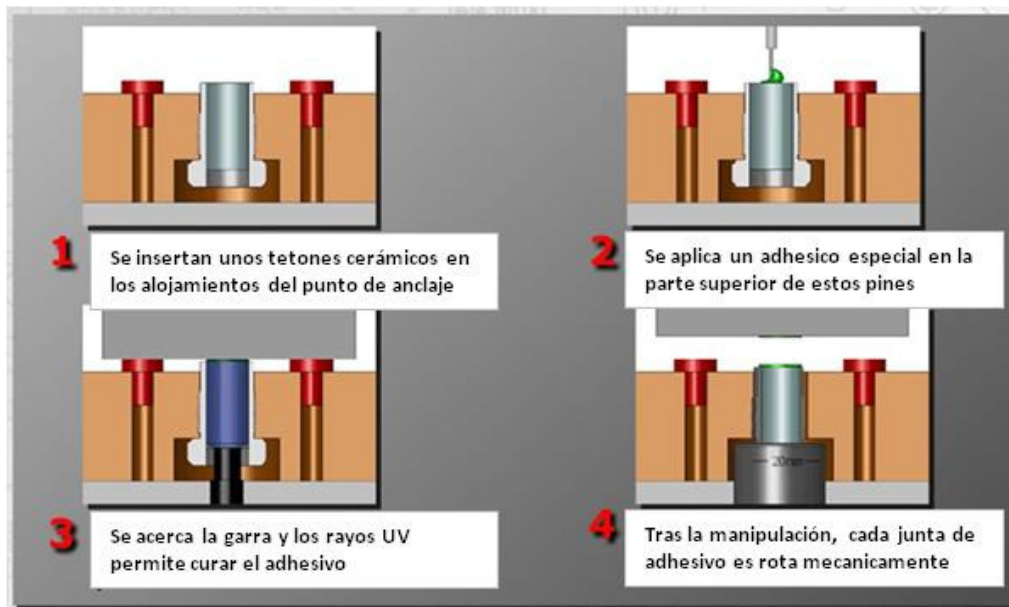 1
Se insertan unos tetones cerámicos en
los alojamientos del punto de anclaje
2
Se aplica un adhesico especial en la
parte superior de estos pines
3
Se acerca la garra y los rayos UV
permite curar el adhesivo
20mm
4
Tras la manipulación, cada junta de
adhesivo es rota mecanicamente